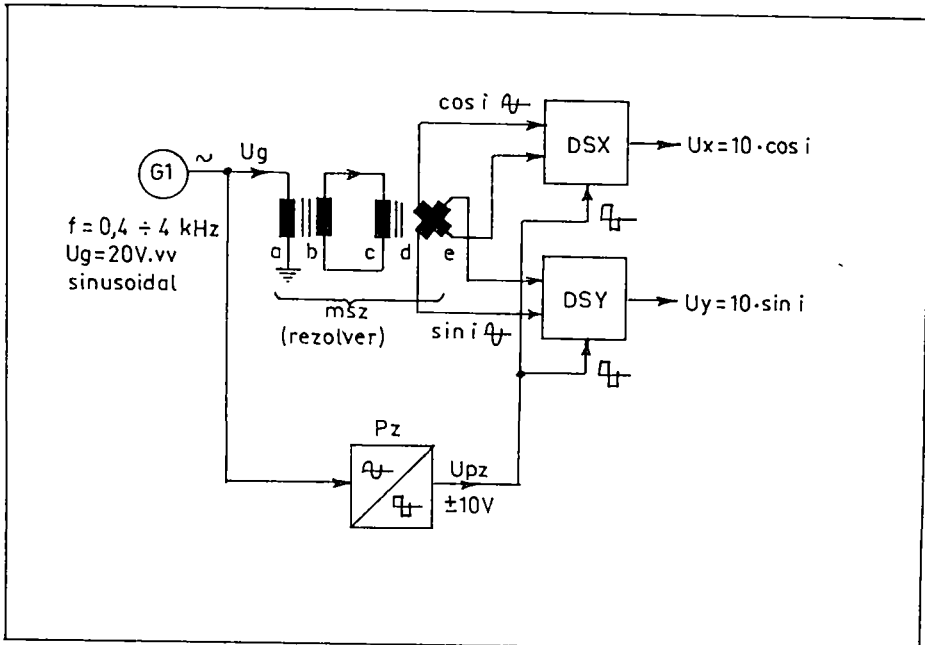 cos i
DSX
Ux=10·cos i
G1
~
Ug
f = 0,4 ÷ 4 kHz
Ug=20V.vv
sinusoidal
a
b
c
d
e
msz
(rezolver)
sin i
DSY
Uy=10·sin i
Pz
Upz
±10V